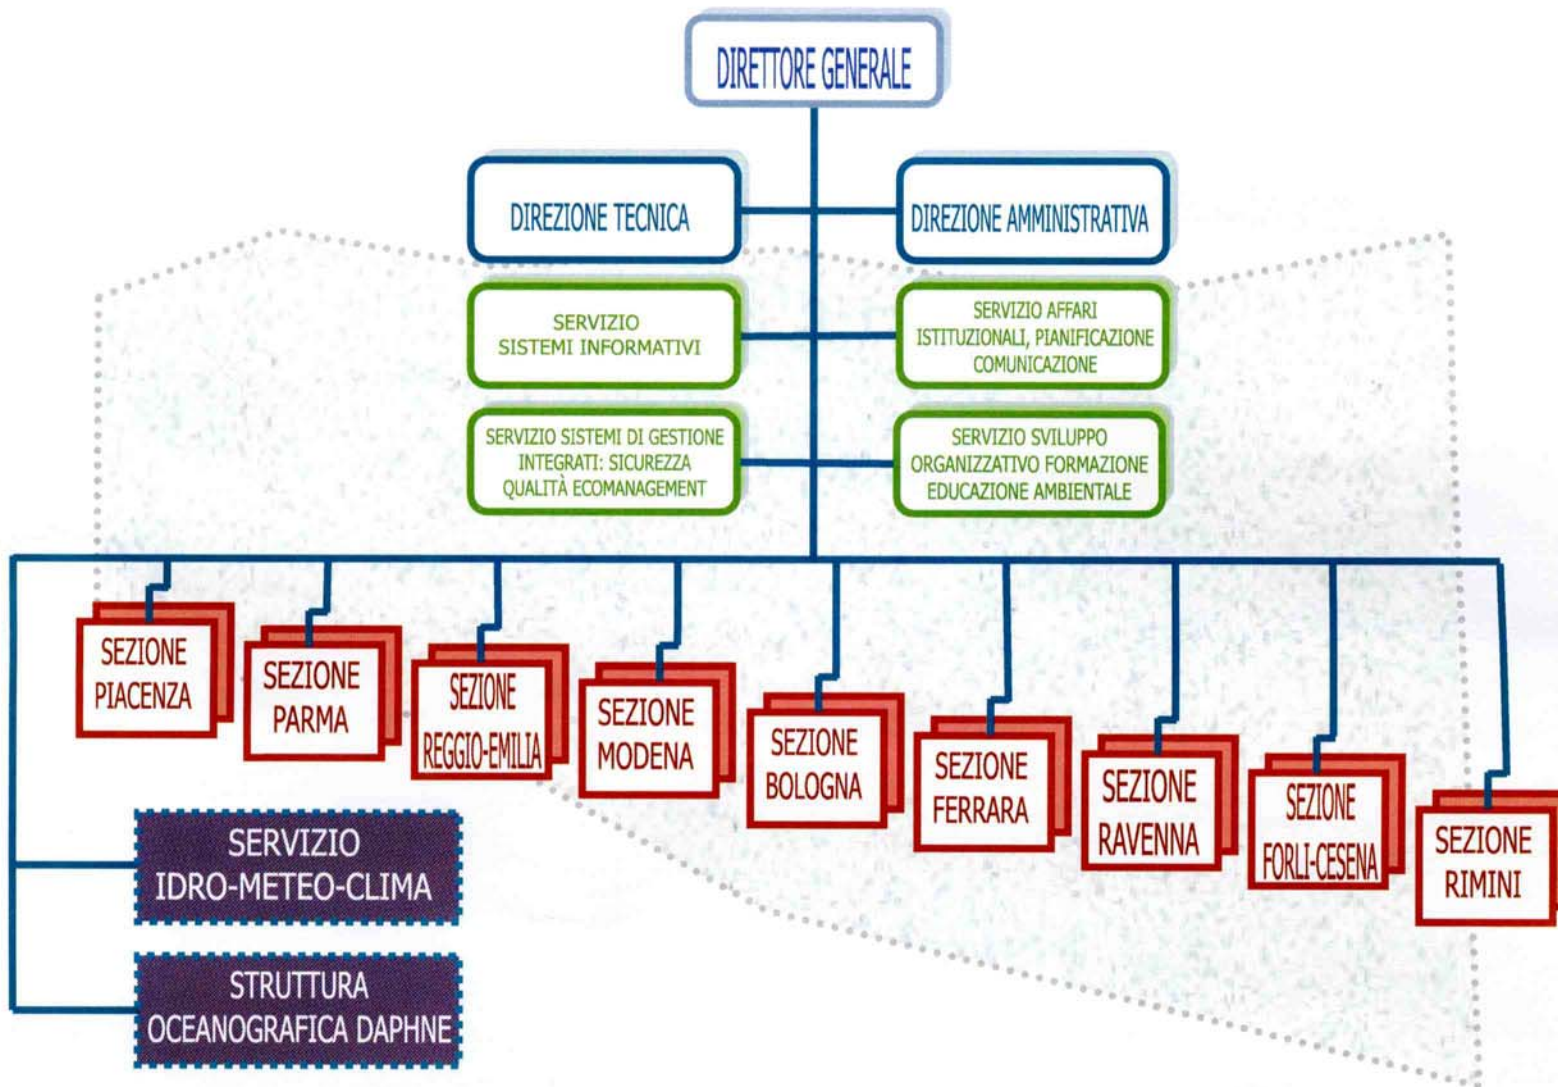 DIRETTORE GENERALE
DIREZIONE TECNICA
DIREZIONE AMMINISTRATIVA
SERVIZIO
SISTEMI INFORMATIVI
SERVIZIO AFFARI
ISTITUZIONALI, PIANIFICAZIONE
COMUNICAZIONE
SERVIZIO SISTEMI DI GESTIONE
INTEGRATI: SICUREZZA
QUALITÀ ECOMANAGEMENT
SERVIZIO SVILUPPO
ORGANIZZATIVO FORMAZIONE
EDUCAZIONE AMBIENTALE
SEZIONE
PIACENZA
SEZIONE
PARMA
SEZIONE
REGGIO-EMILIA
SEZIONE
MODENA
SEZIONE
BOLOGNA
SEZIONE
FERRARA
SEZIONE
RAVENNA
SEZIONE
FORLI-CESENA
SEZIONE
RIMINI
SERVIZIO
IDRO-METEO-CLIMA
STRUTTURA
OCEANOGRAFICA DAPHNE